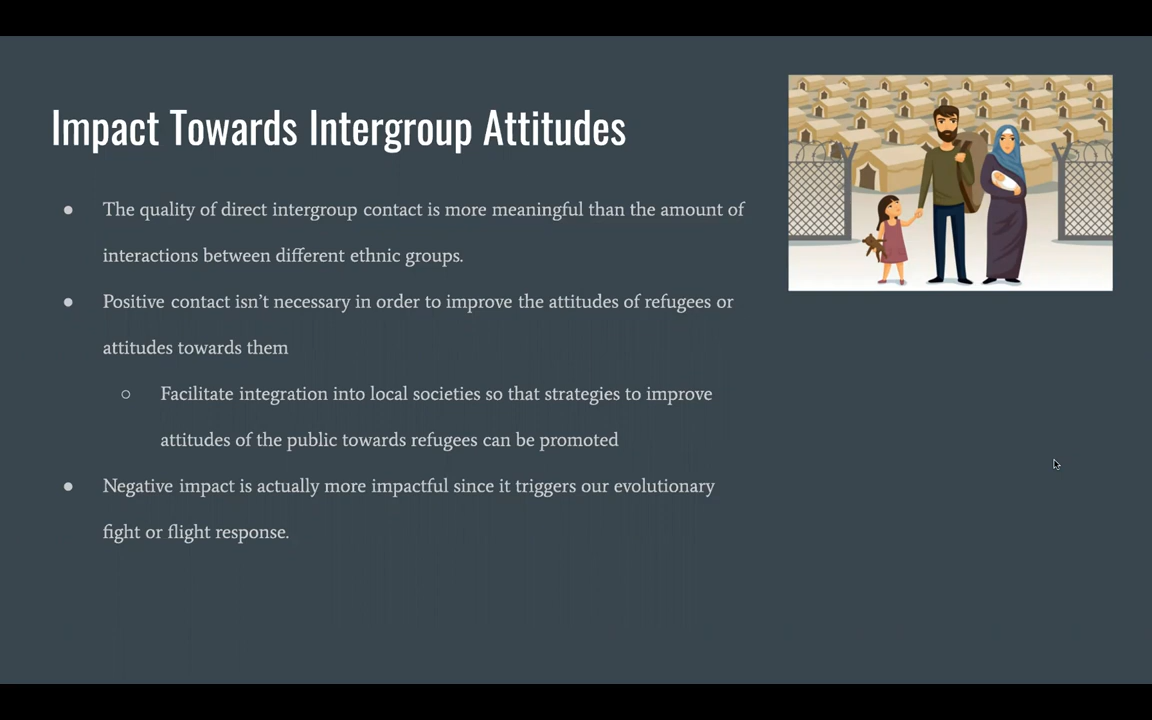 Impact Towards Intergroup Attitudes
● The quality of direct intergroup contact is more meaningful than the amount of
interactions between different ethnic groups.
● Positive contact isn’t necessary in order to improve the attitudes of refugees or
attitudes towards them
○ Facilitate integration into local societies so that strategies to improve
attitudes of the public towards refugees can be promoted
● Negative impact is actually more impactful since it triggers our evolutionary
fight or flight response.